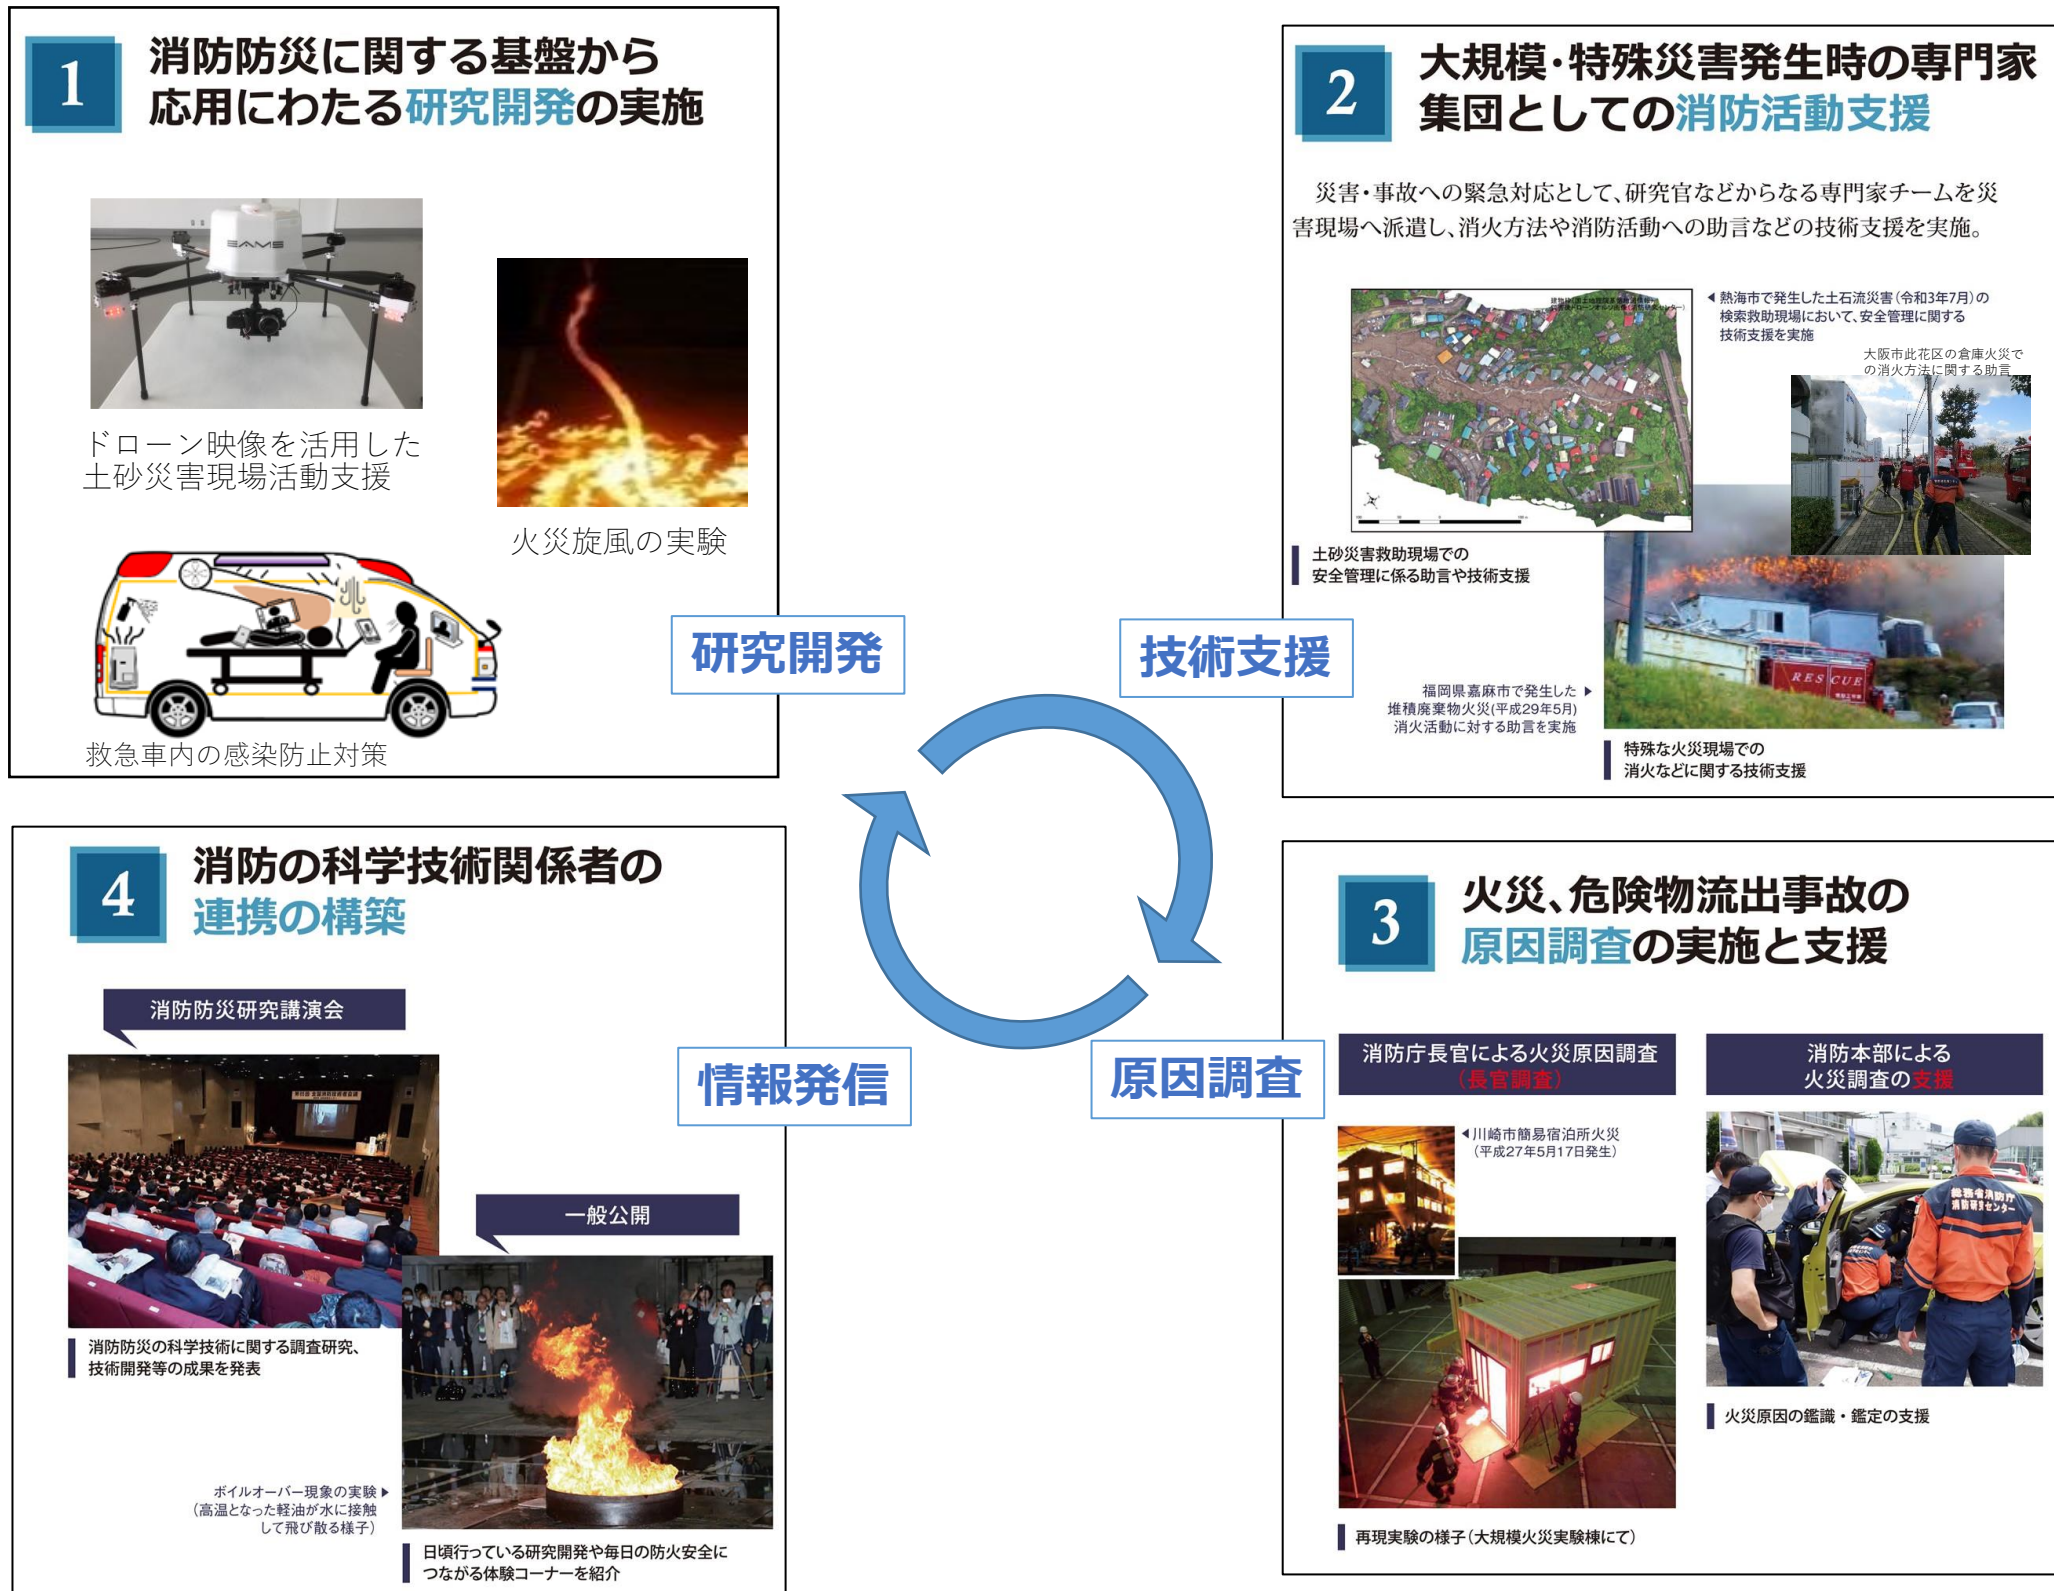 1
消防防災に関する基盤から
応用にわたる研究開発の実施
EAMS
ドローン映像を活用した
土砂災害現場活動支援
火災旋風の実験
救急車内の感染防止対策
研究開発
2
大規模・特殊災害発生時の専門家
集団としての消防活動支援
災害・事故への緊急対応として、研究官などからなる専門家チームを災
害現場へ派遣し、消火方法や消防活動への助言などの技術支援を実施。
◀ 熱海市で発生した土石流災害(令和3年7月)の
検索救助現場において、安全管理に関する
技術支援を実施
大阪市此花区の倉庫火災で
の消火方法に関する助言
土砂災害救助現場での
安全管理に係る助言や技術支援
RESCUE
福岡県嘉麻市で発生した ▶
堆積廃棄物火災(平成29年5月)
消火活動に対する助言を実施
特殊な火災現場での
消火などに関する技術支援
技術支援
3
火災、危険物流出事故の
原因調査の実施と支援
消防庁長官による火災原因調査
(長官調査)
◀川崎市簡易宿泊所火災
(平成27年5月17日発生)
再現実験の様子(大規模火災実験棟にて)
消防本部による
火災調査の支援
総務省消防庁
消防研究センター
火災原因の鑑識・鑑定の支援
原因調査
4
消防の科学技術関係者の
連携の構築
消防防災研究講演会
消防防災の科学技術に関する調査研究、
技術開発等の成果を発表
一般公開
ボイルオーバー現象の実験▶
(高温となった軽油が水に接触
して飛び散る様子)
日頃行っている研究開発や毎日の防火安全に
つながる体験コーナーを紹介
情報発信